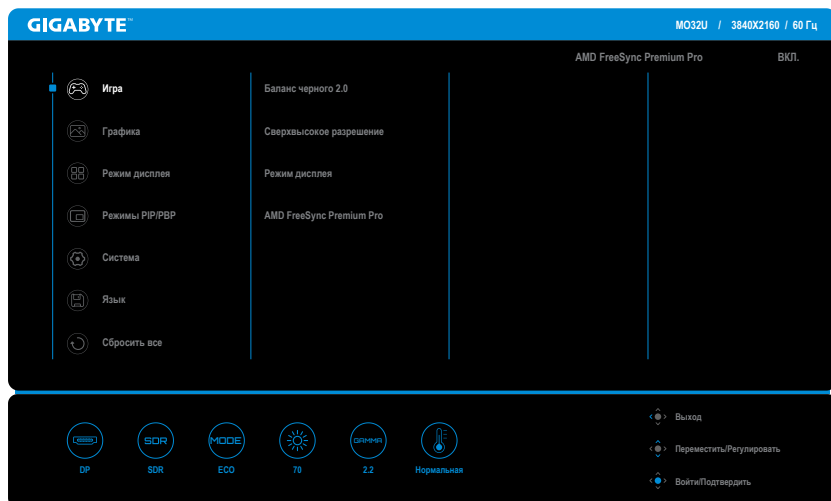 GIGABYTE™
MO32U / 3840X2160 / 60 Гц
AMD FreeSync Premium Pro ВКЛ.
Игра
Баланс черного 2.0
Графика
Сверхвысокое разрешение
Режим дисплея
Режим дисплея
Режимы PIP/PBP
AMD FreeSync Premium Pro
Система
Язык
Сбросить все
SDR
MODE
GAMMA
DP
SDR
ECO
70
2.2
Нормальная
Выход
Переместить/Регулировать
Войти/Подтвердить